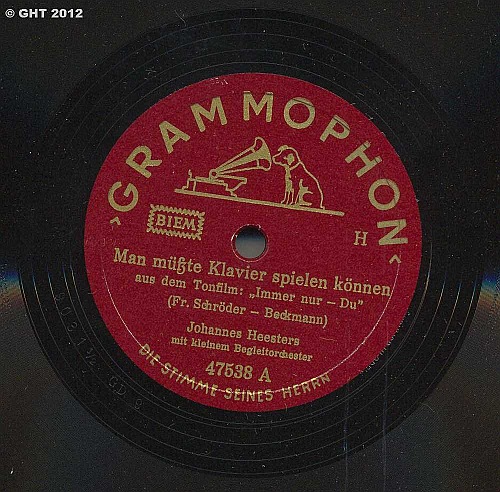 © GHT 2012
GRAMMOPHON
BIEM
H
Man müßte Klavier spielen können
aus dem Tonfilm: „Immer nur – Du"
(Fr. Schröder – Beckmann)
Johannes Heesters
mit kleinem Begleitorchester
47538 A
DIE STIMME SEINES HERRN